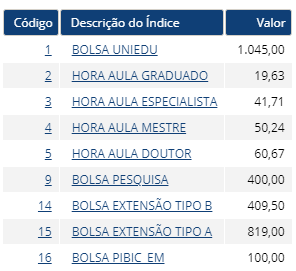 Código Descrição do Índice Valor
1 BOLSA UNIEDU 1.045,00
2 HORA AULA GRADUADO 19,63
3 HORA AULA ESPECIALISTA 41,71
4 HORA AULA MESTRE 50,24
5 HORA AULA DOUTOR 60,67
9 BOLSA PESQUISA 400,00
14 BOLSA EXTENSÃO TIPO B 409,50
15 BOLSA EXTENSÃO TIPO A 819,00
16 BOLSA PIBIC_EM 100,00